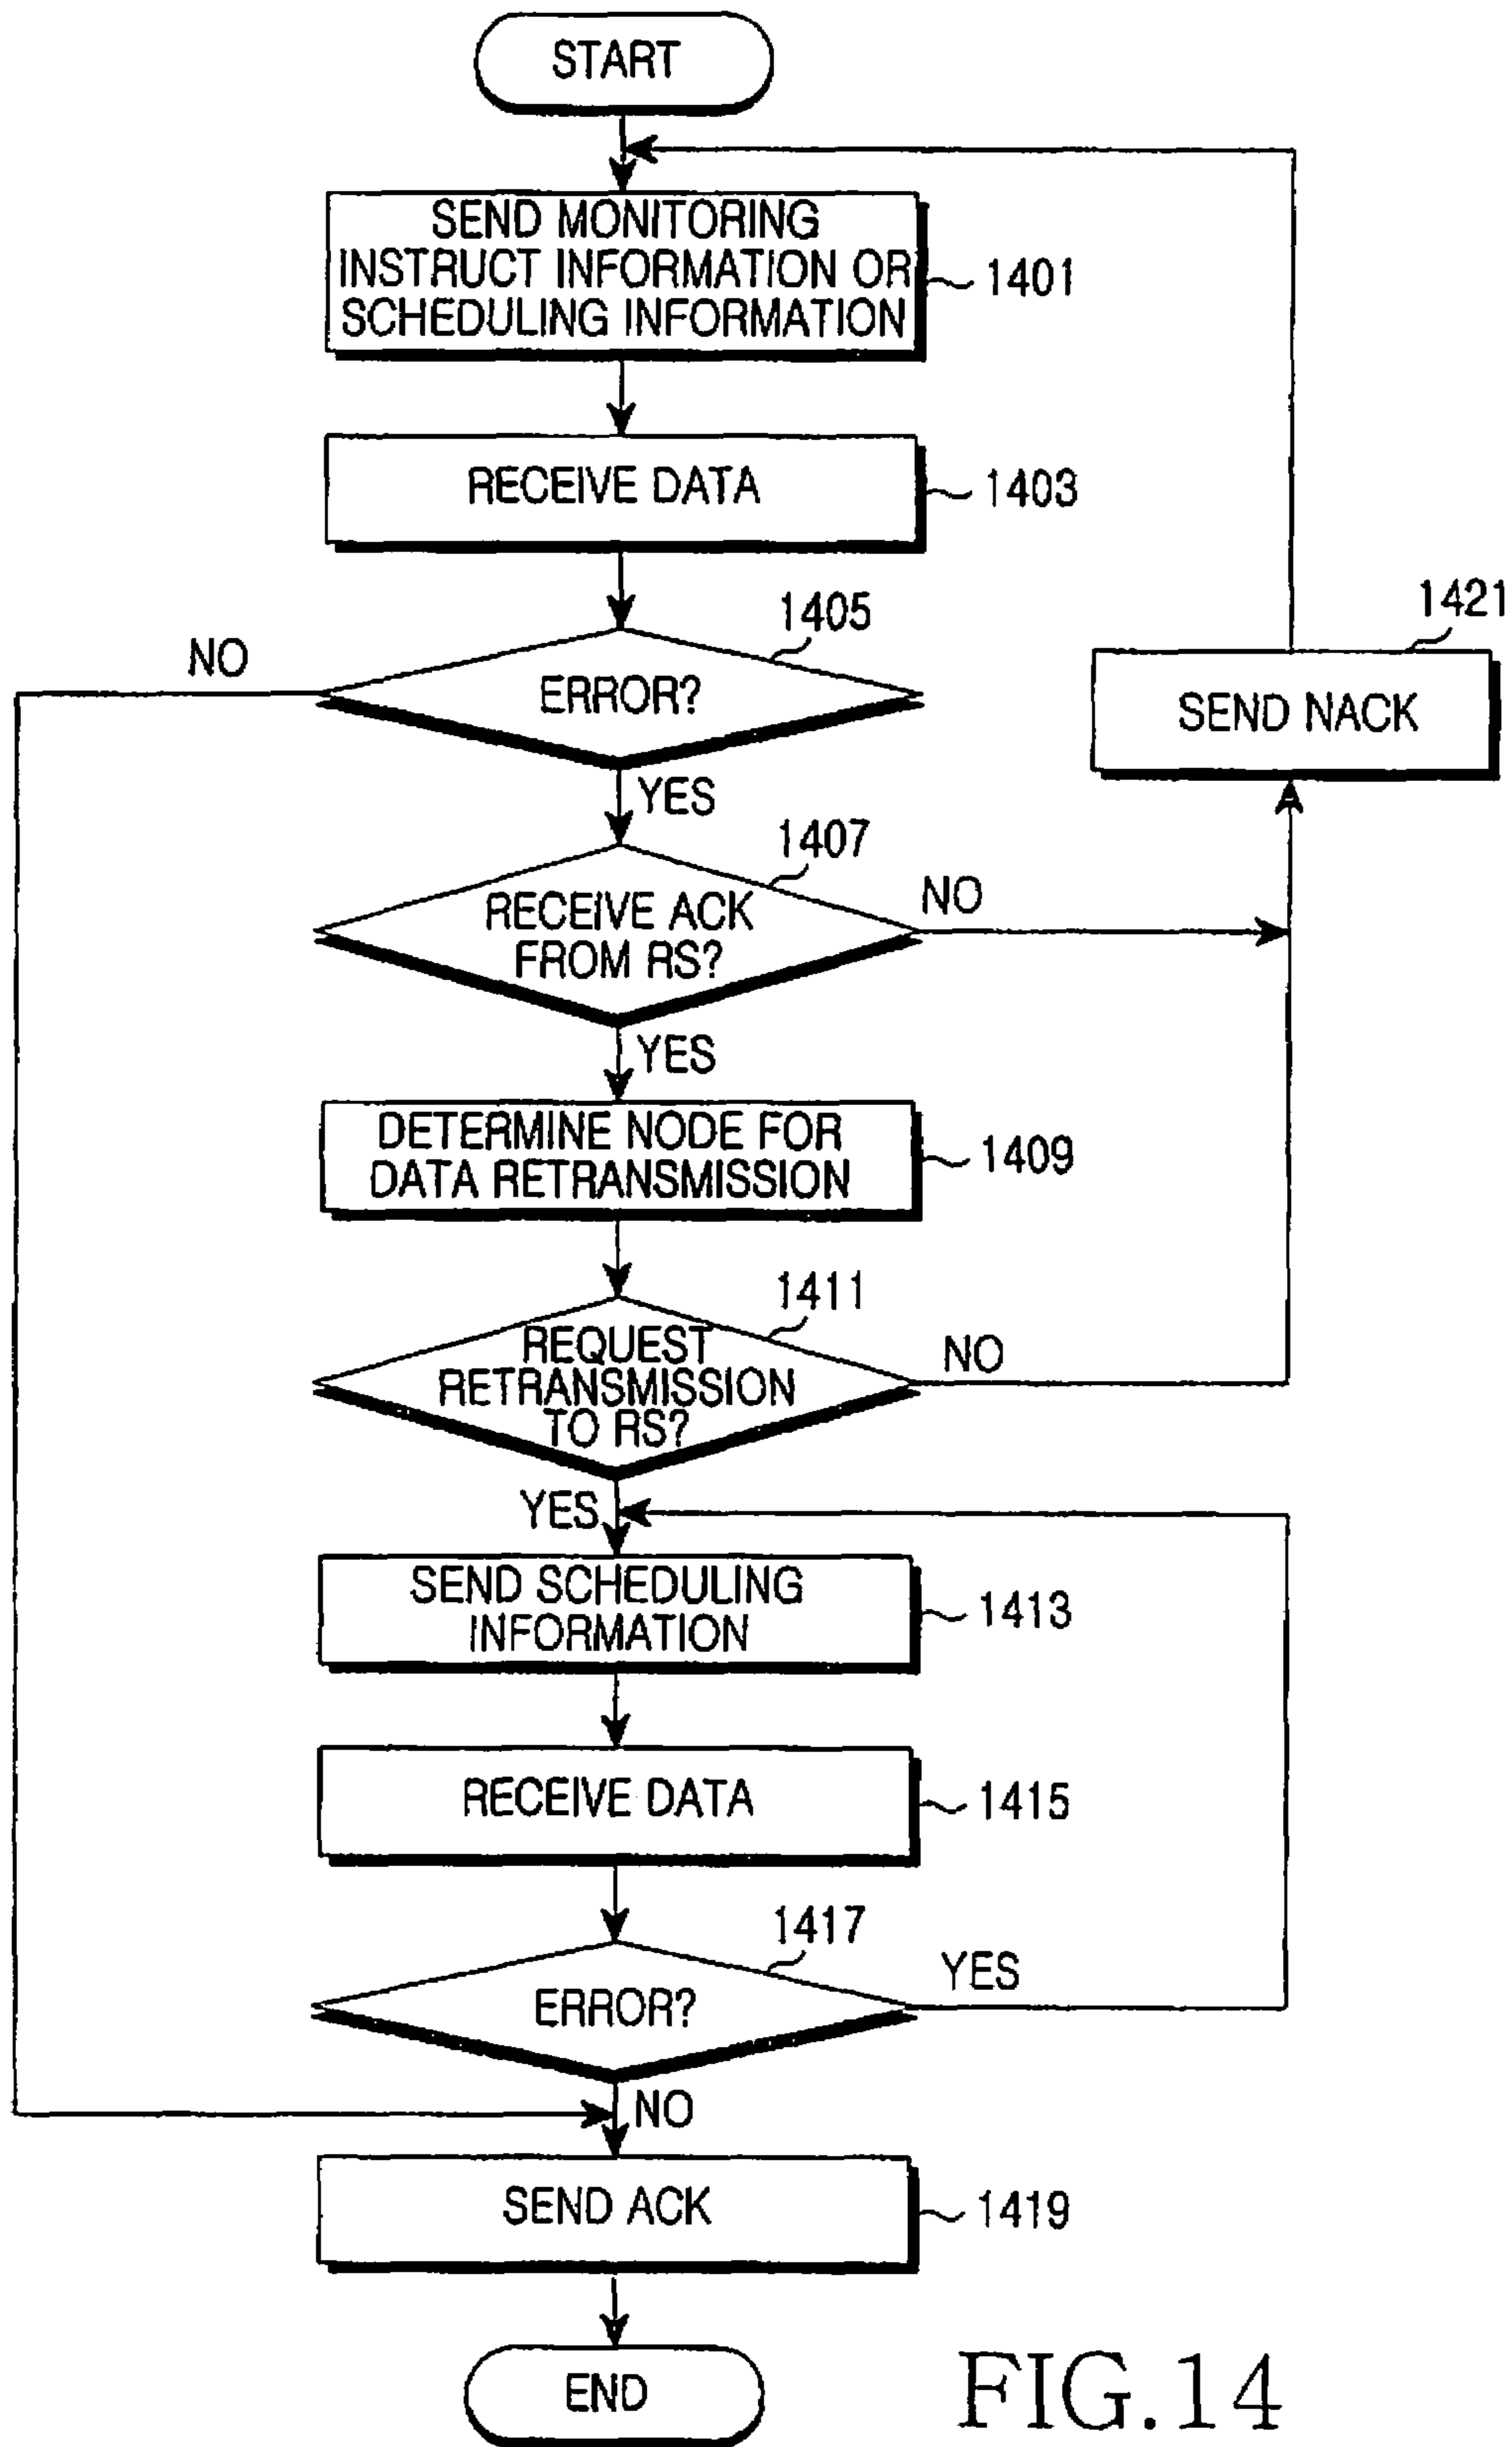 START
SEND MONITORING
INSTRUCT INFORMATION OR
SCHEDULING INFORMATION
1401
RECEIVE DATA
1403
1405
NO
ERROR?
YES
1421
SEND NACK
1407
RECEIVE ACK
FROM RS?
NO
YES
DETERMINE NODE FOR
DATA RETRANSMISSION
1409
1411
REQUEST
RETRANSMISSION
TO RS?
NO
YES
SEND SCHEDULING
INFORMATION
1413
RECEIVE DATA
1415
1417
ERROR?
YES
NO
SEND ACK
1419
END
FIG.14